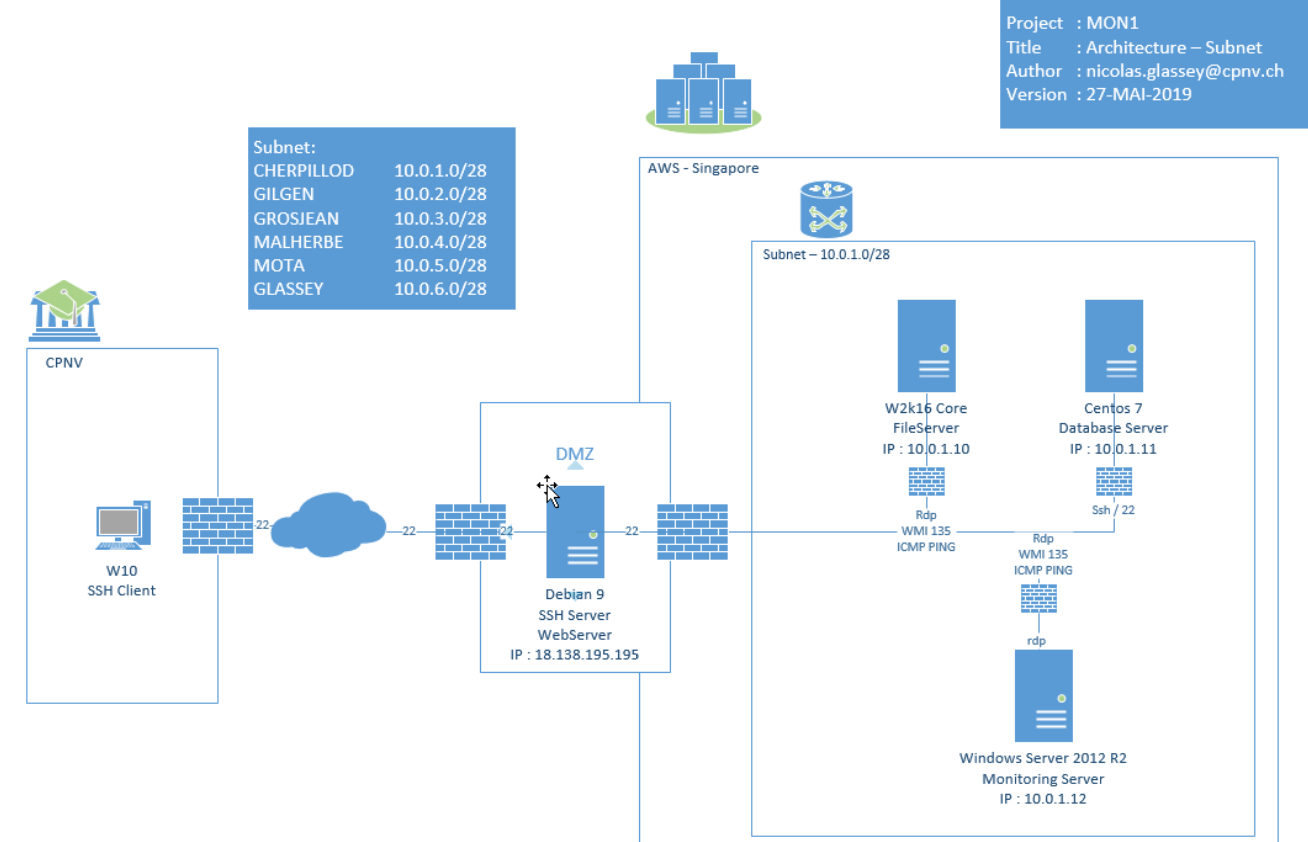 Project : MON1
Title : Architecture – Subnet
Author : nicolas.glassey@cpnv.ch
Version : 27-MAI-2019
Subnet:
CHERPILLOD 10.0.1.0/28
GILGEN 10.0.2.0/28
GROSJEAN 10.0.3.0/28
MALHERBE 10.0.4.0/28
MOTA 10.0.5.0/28
GLASSEY 10.0.6.0/28
AWS - Singapore
Subnet – 10.0.1.0/28
CPNV
W10
SSH Client
22
22
DMZ
22
22
Debian 9
SSH Server
WebServer
IP : 18.138.195.195
W2k16 Core
FileServer
IP : 10.0.1.10
Centos 7
Database Server
IP : 10.0.1.11
Rdp
WMI 135
ICMP PING
Ssh / 22
Rdp
WMI 135
ICMP PING
rdp
Windows Server 2012 R2
Monitoring Server
IP : 10.0.1.12